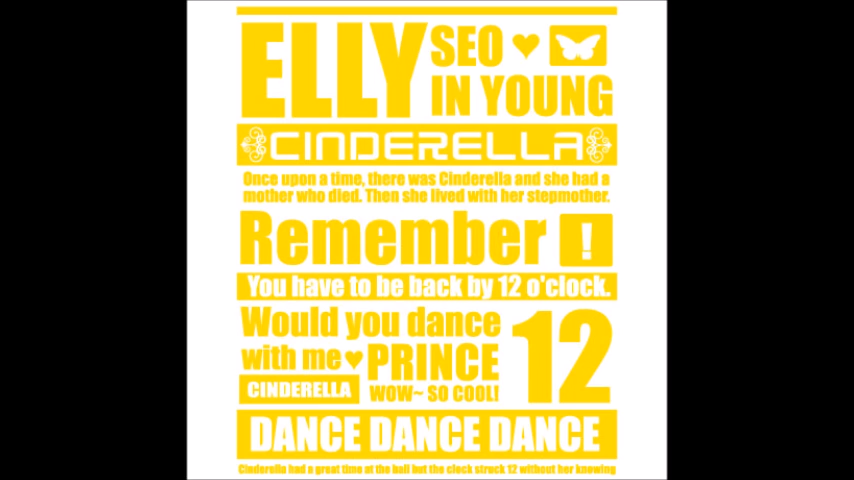 ELLY SEO
IN YOUNG
CINDERELLA
Once upon a time, there was Cinderella and she had a
mother who died. Then she lived with her stepmother.
Remember !
You have to be back by 12 o'clock.
Would you dance
with me PRINCE 12
CINDERELLA WOW~ SO COOL!
DANCE DANCE DANCE
Cinderella had a great time at the ball but the clock struck 12 without her knowing